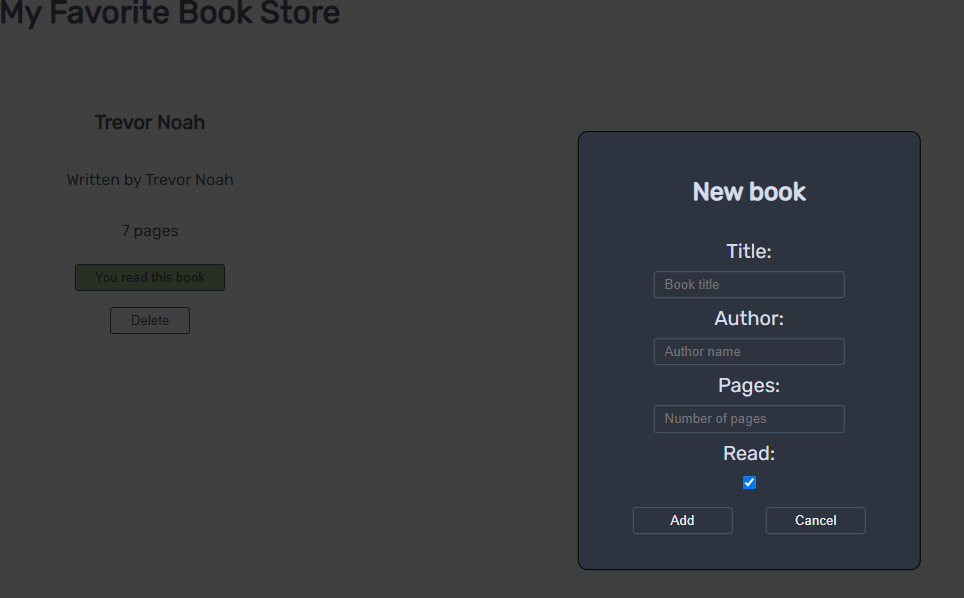 My Favorite Book Store
Trevor Noah
Written by Trevor Noah
7 pages
You read this book
Delete
New book
Title:
Book title
Author:
Author name
Pages:
Number of pages
Read:
Add Cancel